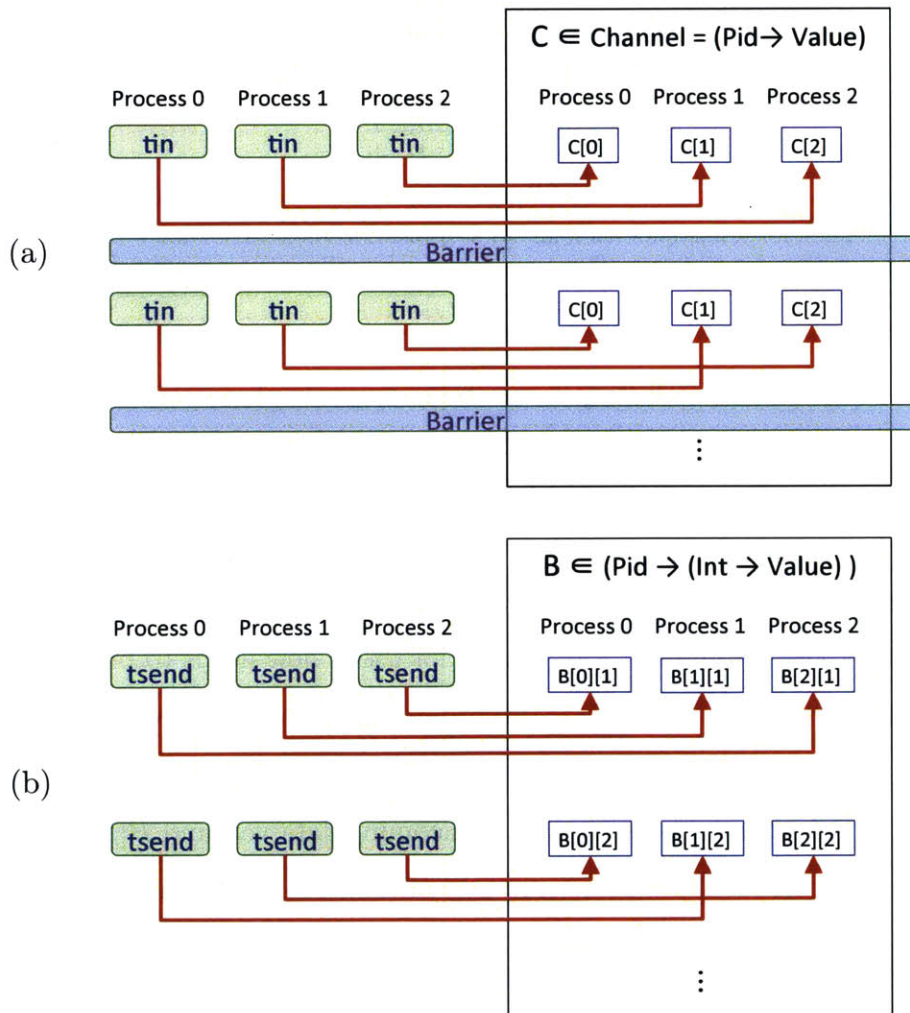 C ∈ Channel = (Pid→ Value)
Process 0 Process 1 Process 2 Process 0 Process 1 Process 2
tin tin tin C[0] C[1] C[2]
(a)
Barrier
tin tin tin C[0] C[1] C[2]
Barrier
⋮
B ∈ (Pid → (Int → Value) )
Process 0 Process 1 Process 2 Process 0 Process 1 Process 2
tsend tsend tsend B[0][1] B[1][1] B[2][1]
(b)
tsend tsend tsend B[0][2] B[1][2] B[2][2]
⋮